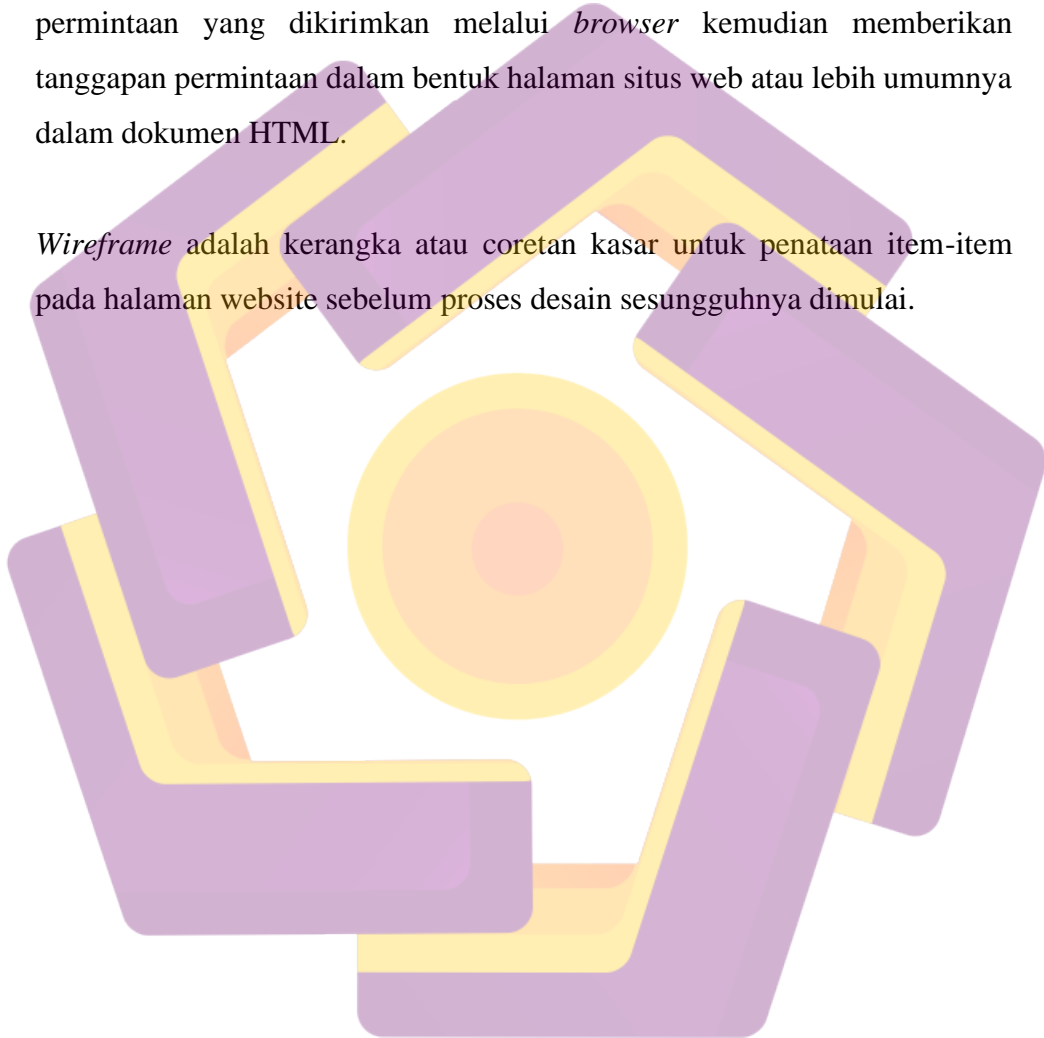 permintaan yang dikirimkan melalui browser kemudian memberikan
tanggapan permintaan dalam bentuk halaman situs web atau lebih umumnya
dalam dokumen HTML.
Wireframe adalah kerangka atau coretan kasar untuk penataan item-item
pada halaman website sebelum proses desain sesungguhnya dimulai.